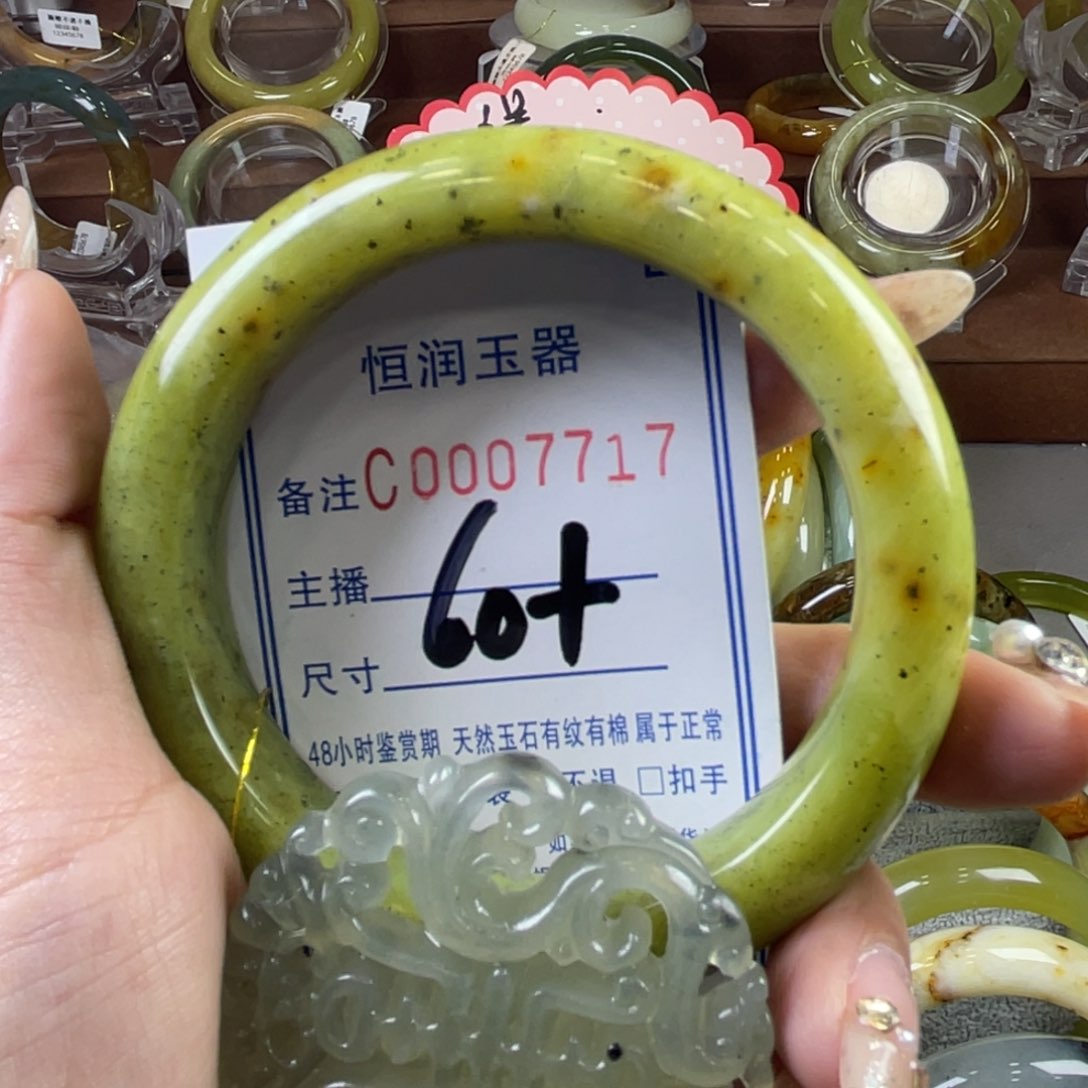 恒润玉器
备注C0007717
主播
60+
尺寸
48小时鉴赏期 天然玉石有纹有棉 属于正常
不退 □扣手
如